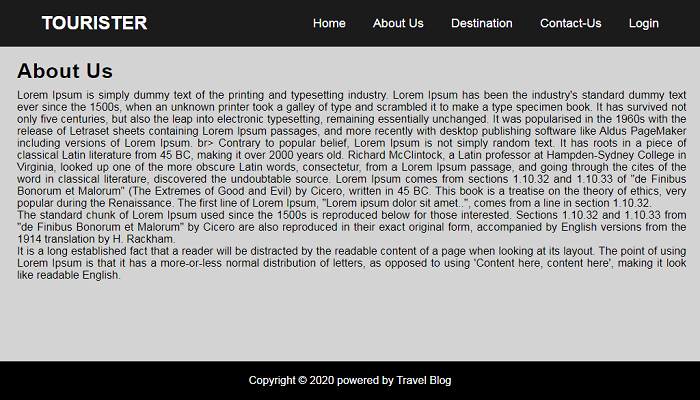 TOURISTER
Home About Us Destination Contact-Us Login
About Us
Lorem Ipsum is simply dummy text of the printing and typesetting industry. Lorem Ipsum has been the industry's standard dummy text
ever since the 1500s, when an unknown printer took a galley of type and scrambled it to make a type specimen book. It has survived not
only five centuries, but also the leap into electronic typesetting, remaining essentially unchanged. It was popularised in the 1960s with the
release of Letraset sheets containing Lorem Ipsum passages, and more recently with desktop publishing software like Aldus PageMaker
including versions of Lorem Ipsum. br> Contrary to popular belief, Lorem Ipsum is not simply random text. It has roots in a piece of
classical Latin literature from 45 BC, making it over 2000 years old. Richard McClintock, a Latin professor at Hampden-Sydney College in
Virginia, looked up one of the more obscure Latin words, consectetur, from a Lorem Ipsum passage, and going through the cites of the
word in classical literature, discovered the undoubtable source. Lorem Ipsum comes from sections 1.10.32 and 1.10.33 of "de Finibus
Bonorum et Malorum" (The Extremes of Good and Evil) by Cicero, written in 45 BC. This book is a treatise on the theory of ethics, very
popular during the Renaissance. The first line of Lorem Ipsum, "Lorem ipsum dolor sit amet..", comes from a line in section 1.10.32.
The standard chunk of Lorem Ipsum used since the 1500s is reproduced below for those interested. Sections 1.10.32 and 1.10.33 from
"de Finibus Bonorum et Malorum" by Cicero are also reproduced in their exact original form, accompanied by English versions from the
1914 translation by H. Rackham.
It is a long established fact that a reader will be distracted by the readable content of a page when looking at its layout. The point of using
Lorem Ipsum is that it has a more-or-less normal distribution of letters, as opposed to using 'Content here, content here', making it look
like readable English.
Copyright © 2020 powered by Travel Blog